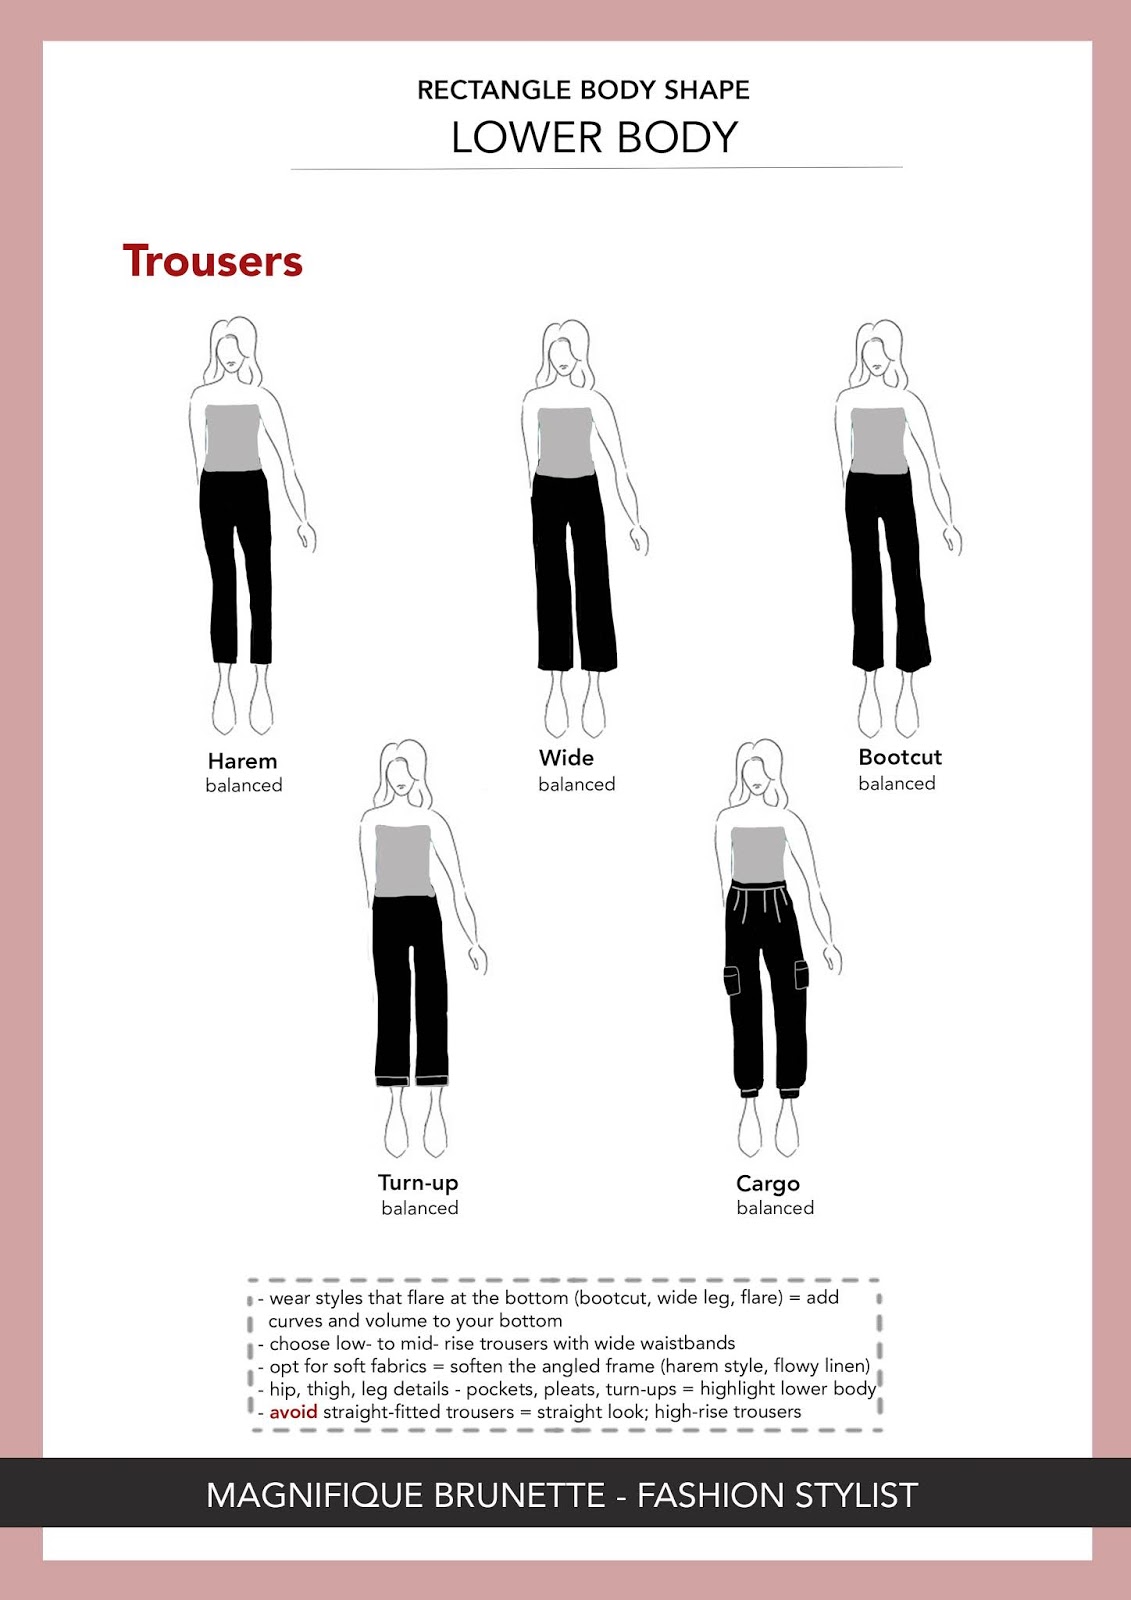 RECTANGLE BODY SHAPE
LOWER BODY
Trousers
Harem
balanced
Wide
balanced
Bootcut
balanced
Turn-up
balanced
Cargo
balanced
- wear styles that flare at the bottom (bootcut, wide leg, flare) = add
curves and volume to your bottom
- choose low- to mid- rise trousers with wide waistbands
- opt for soft fabrics = soften the angled frame (harem style, flowy linen)
- hip, thigh, leg details - pockets, pleats, turn-ups = highlight lower body
- avoid straight-fitted trousers = straight look; high-rise trousers
MAGNIFIQUE BRUNETTE - FASHION STYLIST